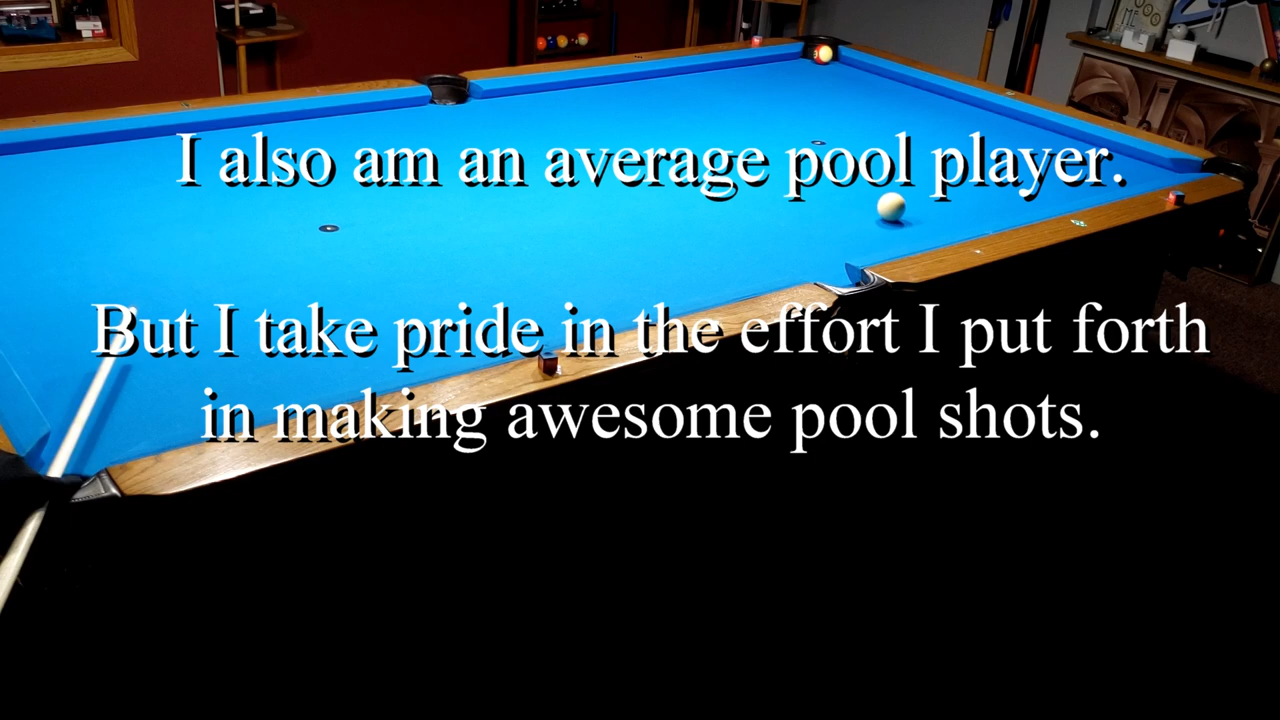 I also am an average pool player.
But I take pride in the effort I put forth
in making awesome pool shots.